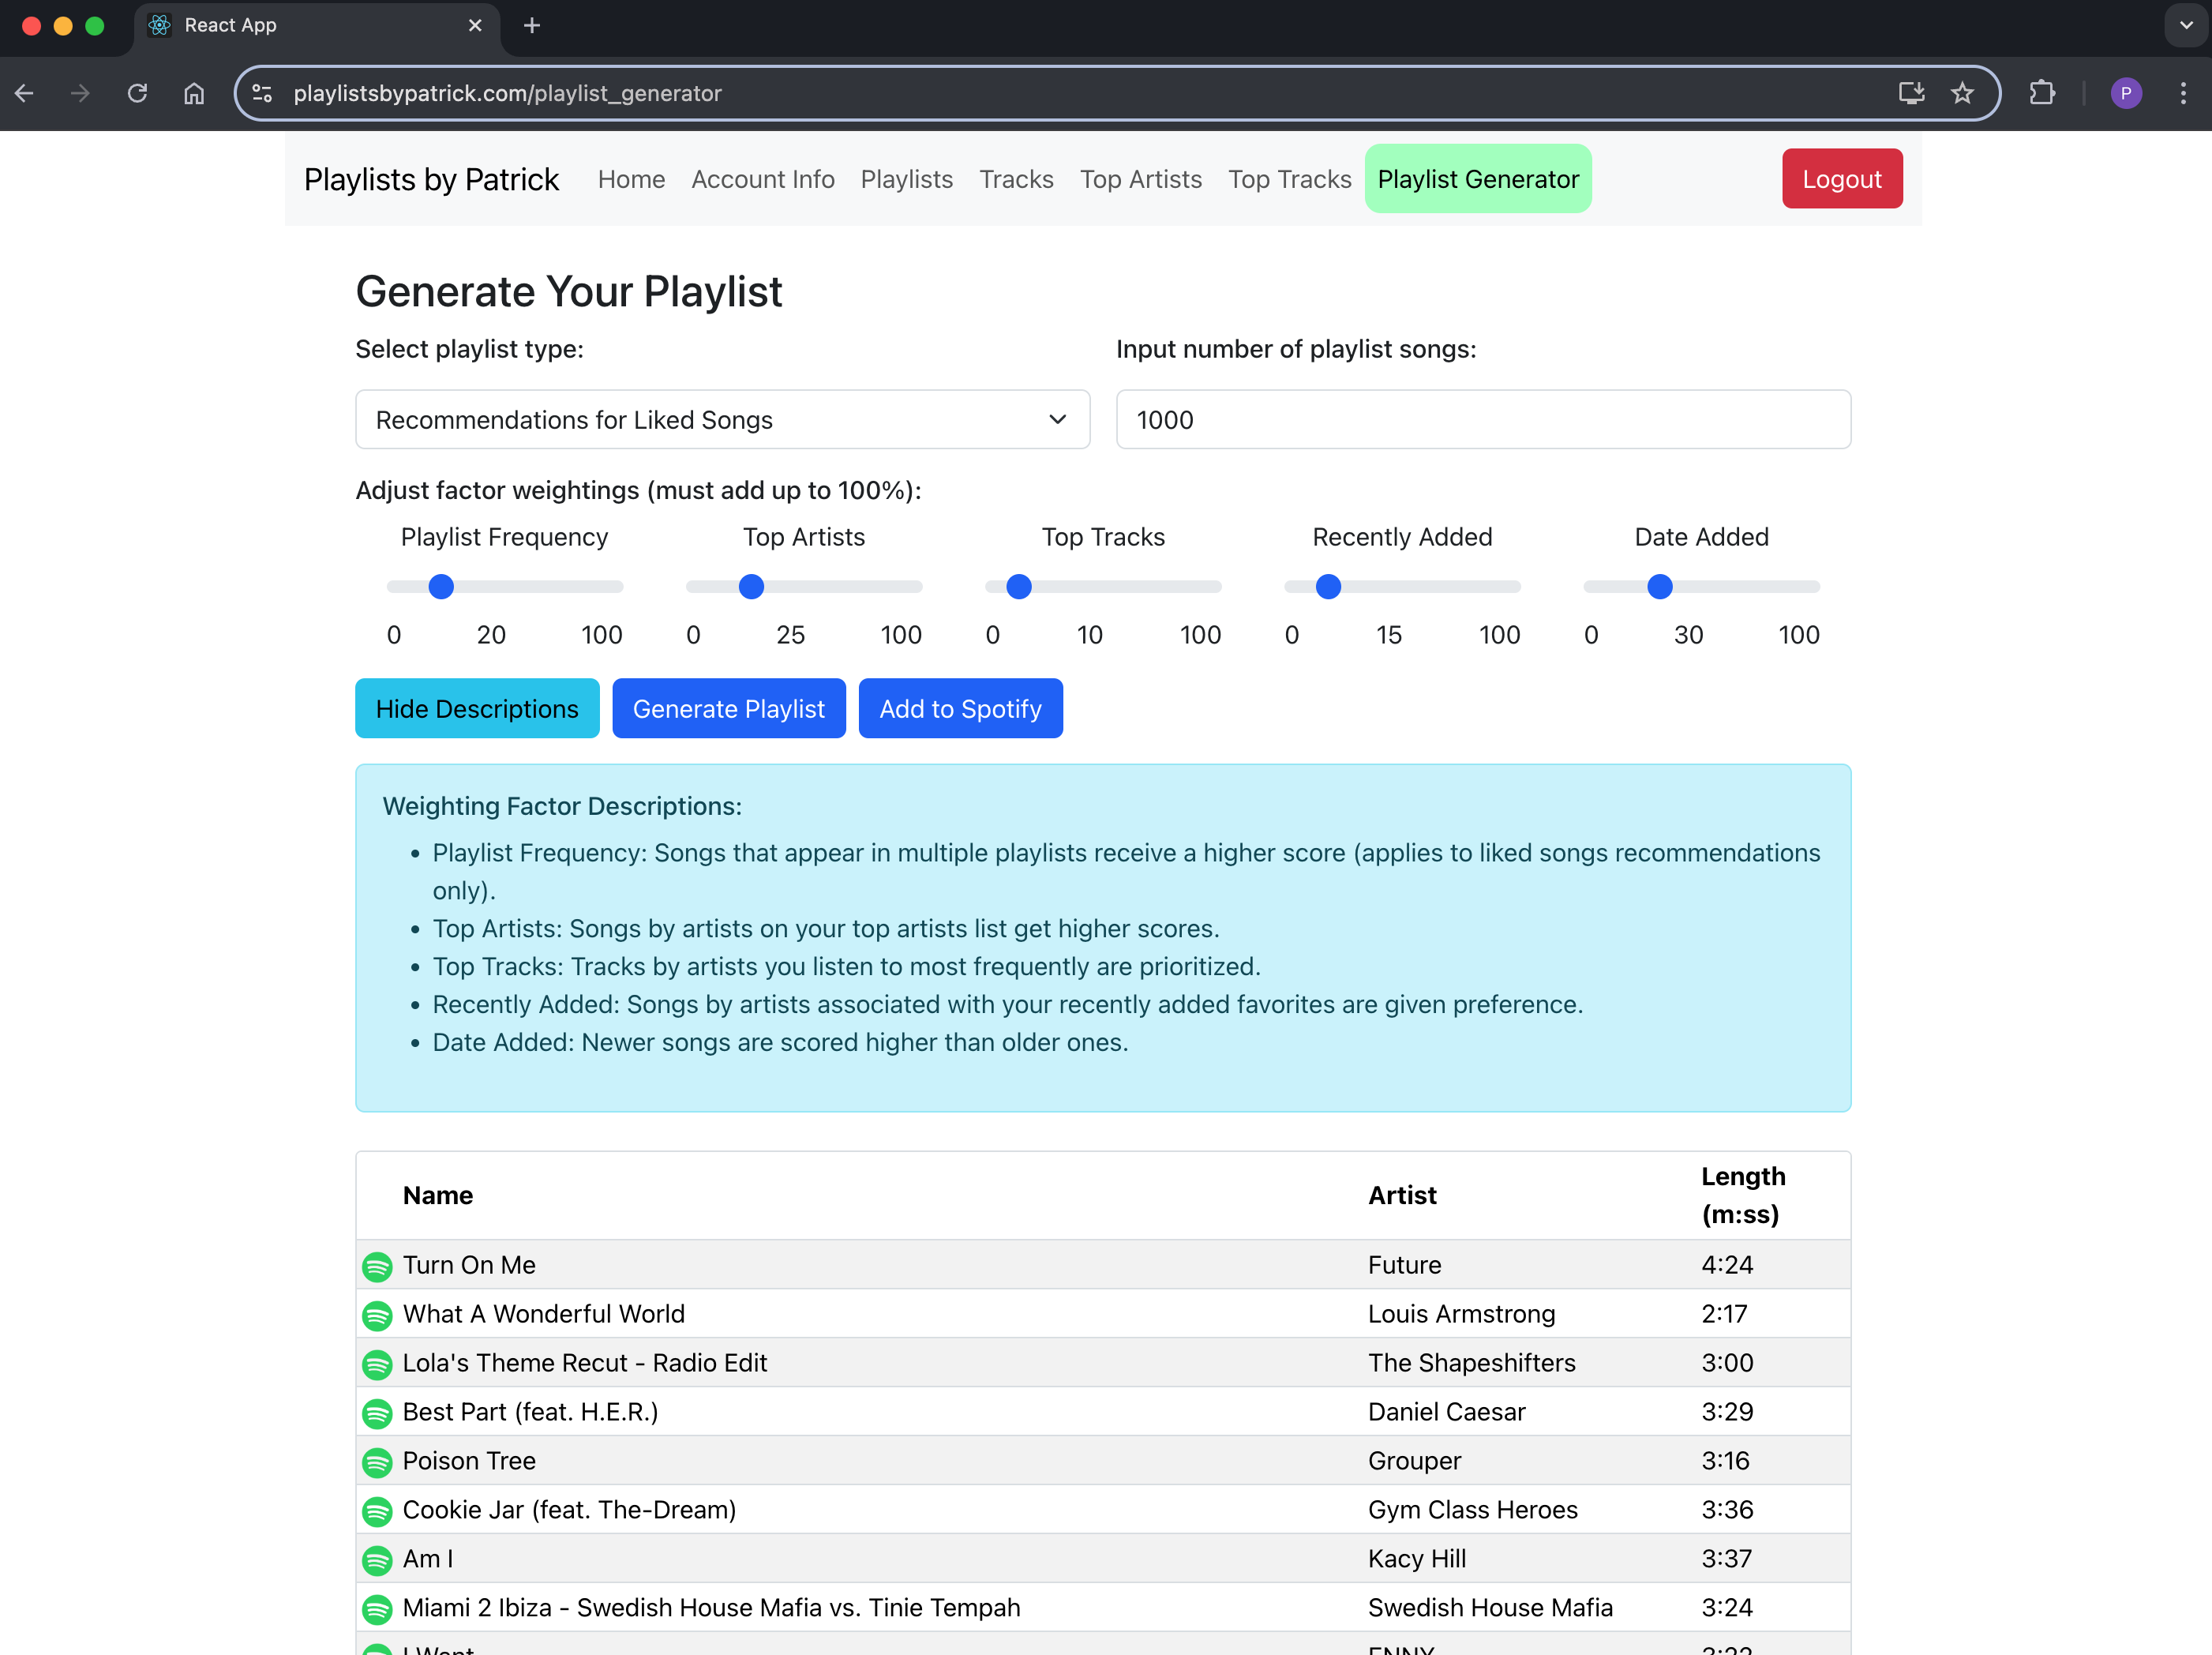 React App
playlistsbypatrick.com/playlist_generator
P
Playlists by Patrick Home Account Info Playlists Tracks Top Artists Top Tracks Playlist Generator Logout
Generate Your Playlist
Select playlist type: Input number of playlist songs:
Recommendations for Liked Songs 1000
Adjust factor weightings (must add up to 100%):
Playlist Frequency Top Artists Top Tracks Recently Added Date Added
0 20 100 0 25 100 0 10 100 0 15 100 0 30 100
Hide Descriptions Generate Playlist Add to Spotify
Weighting Factor Descriptions:
• Playlist Frequency: Songs that appear in multiple playlists receive a higher score (applies to liked songs recommendations
only).
• Top Artists: Songs by artists on your top artists list get higher scores.
• Top Tracks: Tracks by artists you listen to most frequently are prioritized.
• Recently Added: Songs by artists associated with your recently added favorites are given preference.
• Date Added: Newer songs are scored higher than older ones.
Name Artist Length
(m:ss)
Turn On Me Future 4:24
What A Wonderful World Louis Armstrong 2:17
Lola's Theme Recut - Radio Edit The Shapeshifters 3:00
Best Part (feat. H.E.R.) Daniel Caesar 3:29
Poison Tree Grouper 3:16
Cookie Jar (feat. The-Dream) Gym Class Heroes 3:36
Am I Kacy Hill 3:37
Miami 2 Ibiza - Swedish House Mafia vs. Tinie Tempah Swedish House Mafia 3:24
I Want ENNY